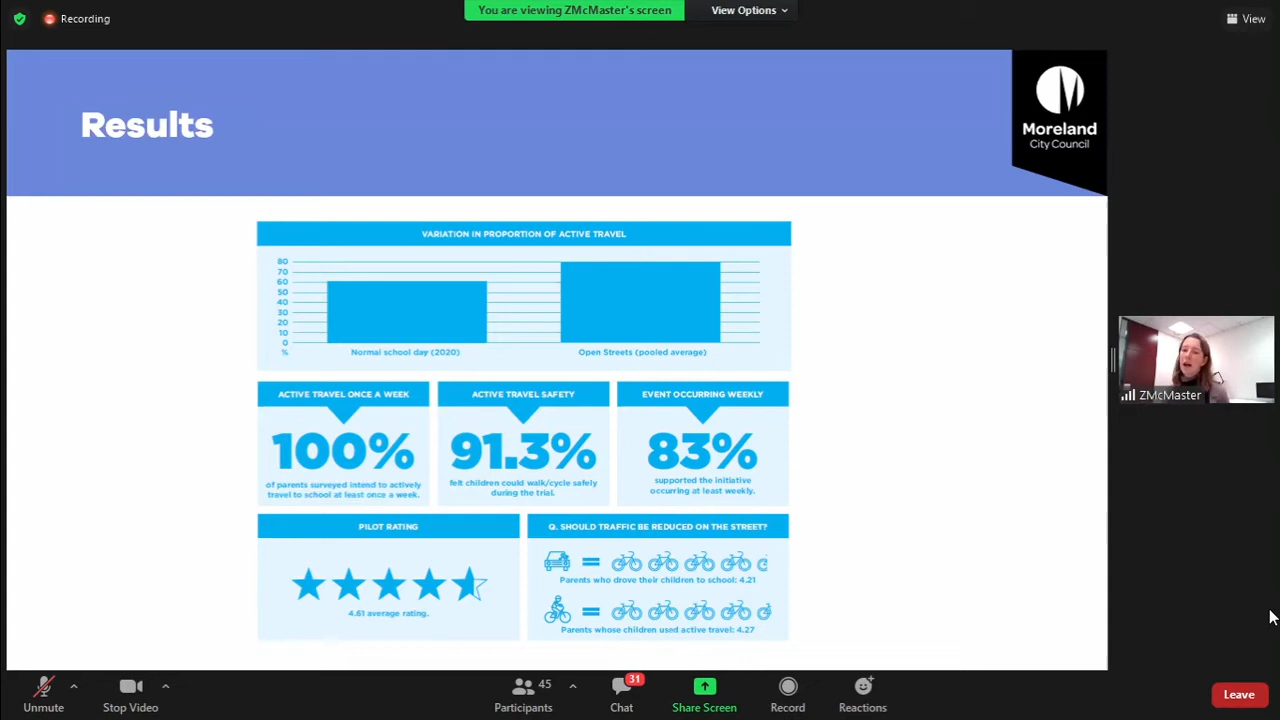 Recording
You are viewing ZMcMaster's screen
View Options
View
Results
Moreland
City Council
VARIATION IN PROPORTION OF ACTIVE TRAVEL
80
70
60
50
40
30
20
10
0
%
Normal school day (2020)
Open Streets (pooled average)
ACTIVE TRAVEL ONCE A WEEK
100%
of parents surveyed intend to actively
travel to school at least once a week.
ACTIVE TRAVEL SAFETY
91.3%
felt children could walk/cycle safely
during the trial.
EVENT OCCURRING WEEKLY
83%
supported the initiative
occurring at least weekly.
PILOT RATING
4.61 average rating.
Q. SHOULD TRAFFIC BE REDUCED ON THE STREET?
Parents who drove their children to school: 4.21
Parents whose children used active travel: 4.27
ZMcMaster
Unmute
Stop Video
45
Participants
31
Chat
Share Screen
Record
Reactions
Leave